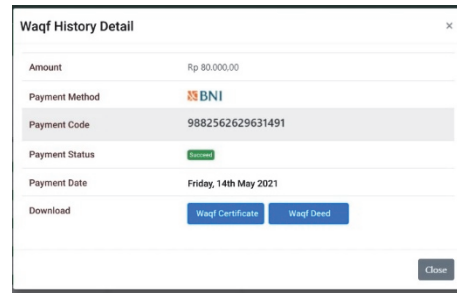 Waqf History Detail ×
Amount Rp 80.000,00
Payment Method BNI
Payment Code 9882562629631491
Payment Status Succeed
Payment Date Friday, 14th May 2021
Download Waqf Certificate Waqf Deed
Close